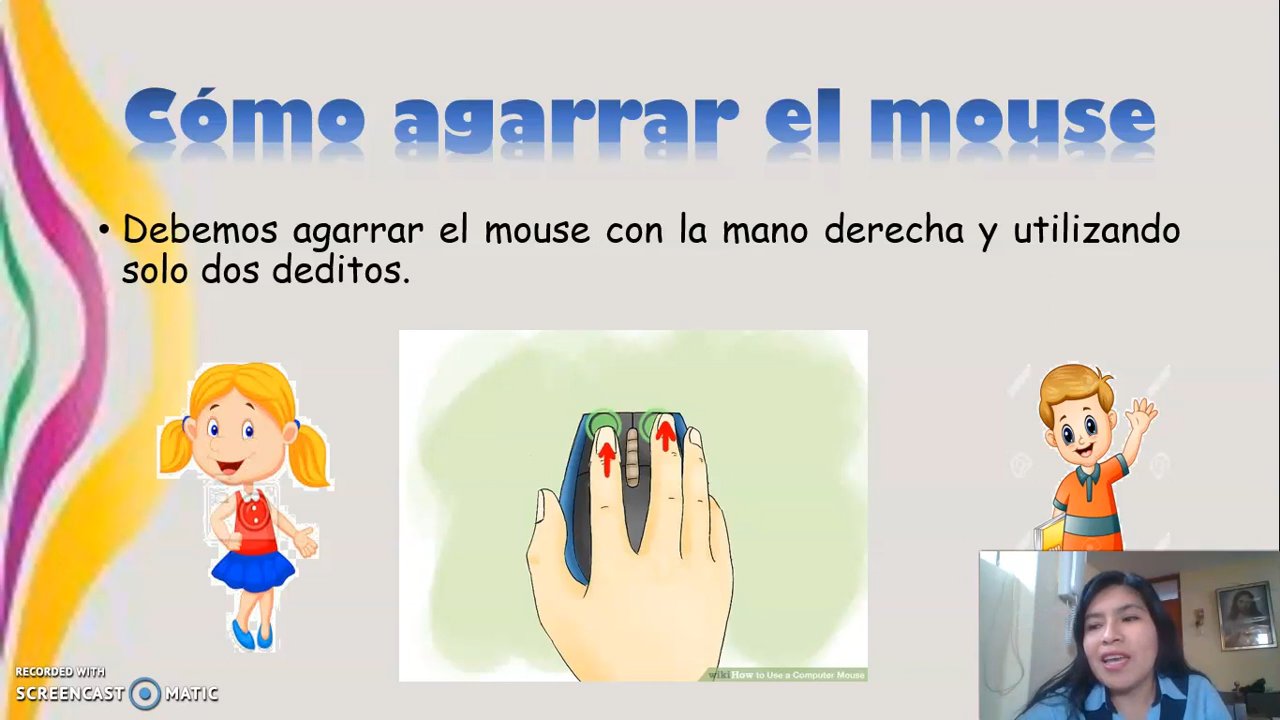 Cómo agarrar el mouse
• Debemos agarrar el mouse con la mano derecha y utilizando
solo dos deditos.
wikiHow to Use a Computer Mouse
RECORDED WITH
SCREENCAST MATIC